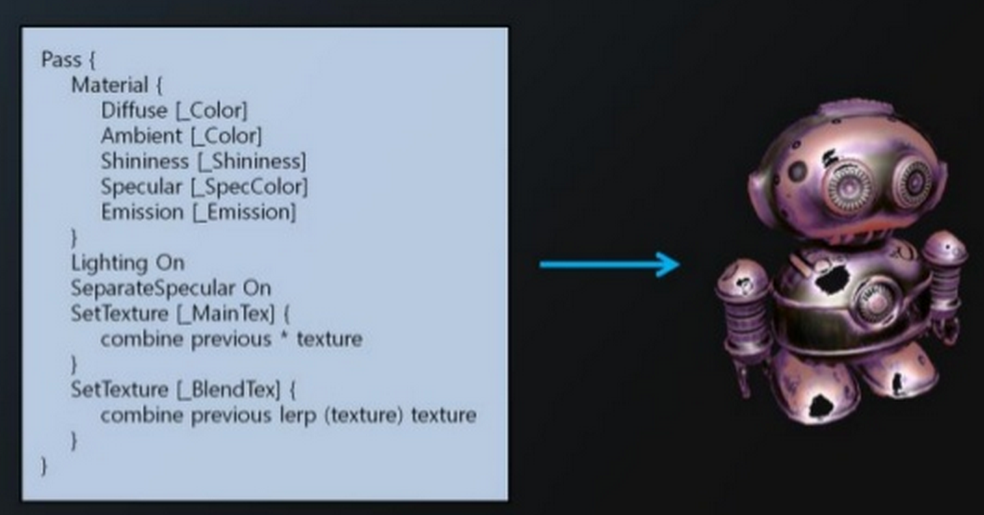 Pass {
Material {
Diffuse [_Color]
Ambient [_Color]
Shininess [_Shininess]
Specular [_SpecColor]
Emission [_Emission]
}
Lighting On
SeparateSpecular On
SetTexture [_MainTex] {
combine previous * texture
}
SetTexture [_BlendTex] {
combine previous lerp (texture) texture
}
}